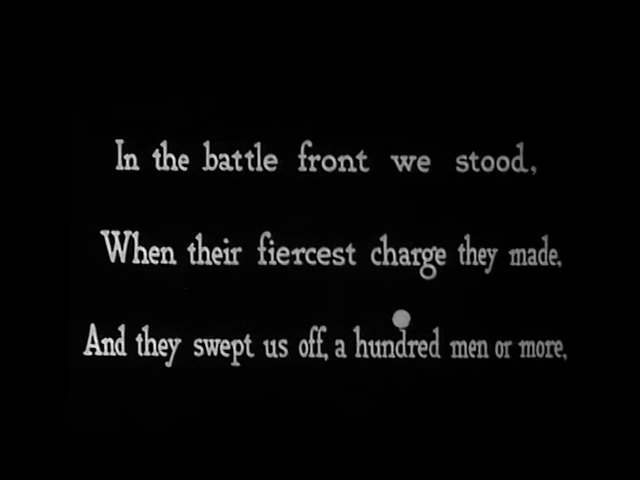 In the battle front we stood,
When their fiercest charge they made,
And they swept us off, a hundred men or more,